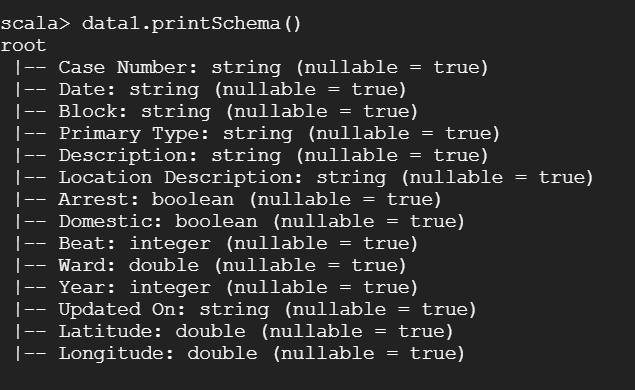 scala> data1.printSchema()
root
 |-- Case Number: string (nullable = true)
 |-- Date: string (nullable = true)
 |-- Block: string (nullable = true)
 |-- Primary Type: string (nullable = true)
 |-- Description: string (nullable = true)
 |-- Location Description: string (nullable = true)
 |-- Arrest: boolean (nullable = true)
 |-- Domestic: boolean (nullable = true)
 |-- Beat: integer (nullable = true)
 |-- Ward: double (nullable = true)
 |-- Year: integer (nullable = true)
 |-- Updated On: string (nullable = true)
 |-- Latitude: double (nullable = true)
 |-- Longitude: double (nullable = true)